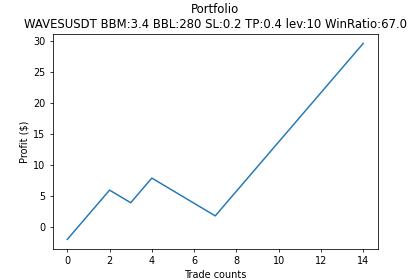 Portfolio
WAVESUSDT BBM:3.4 BBL:280 SL:0.2 TP:0.4 lev:10 WinRatio:67.0
30
25
20
15
10
5
0
Profit ($)
0 2 4 6 8 10 12 14
Trade counts